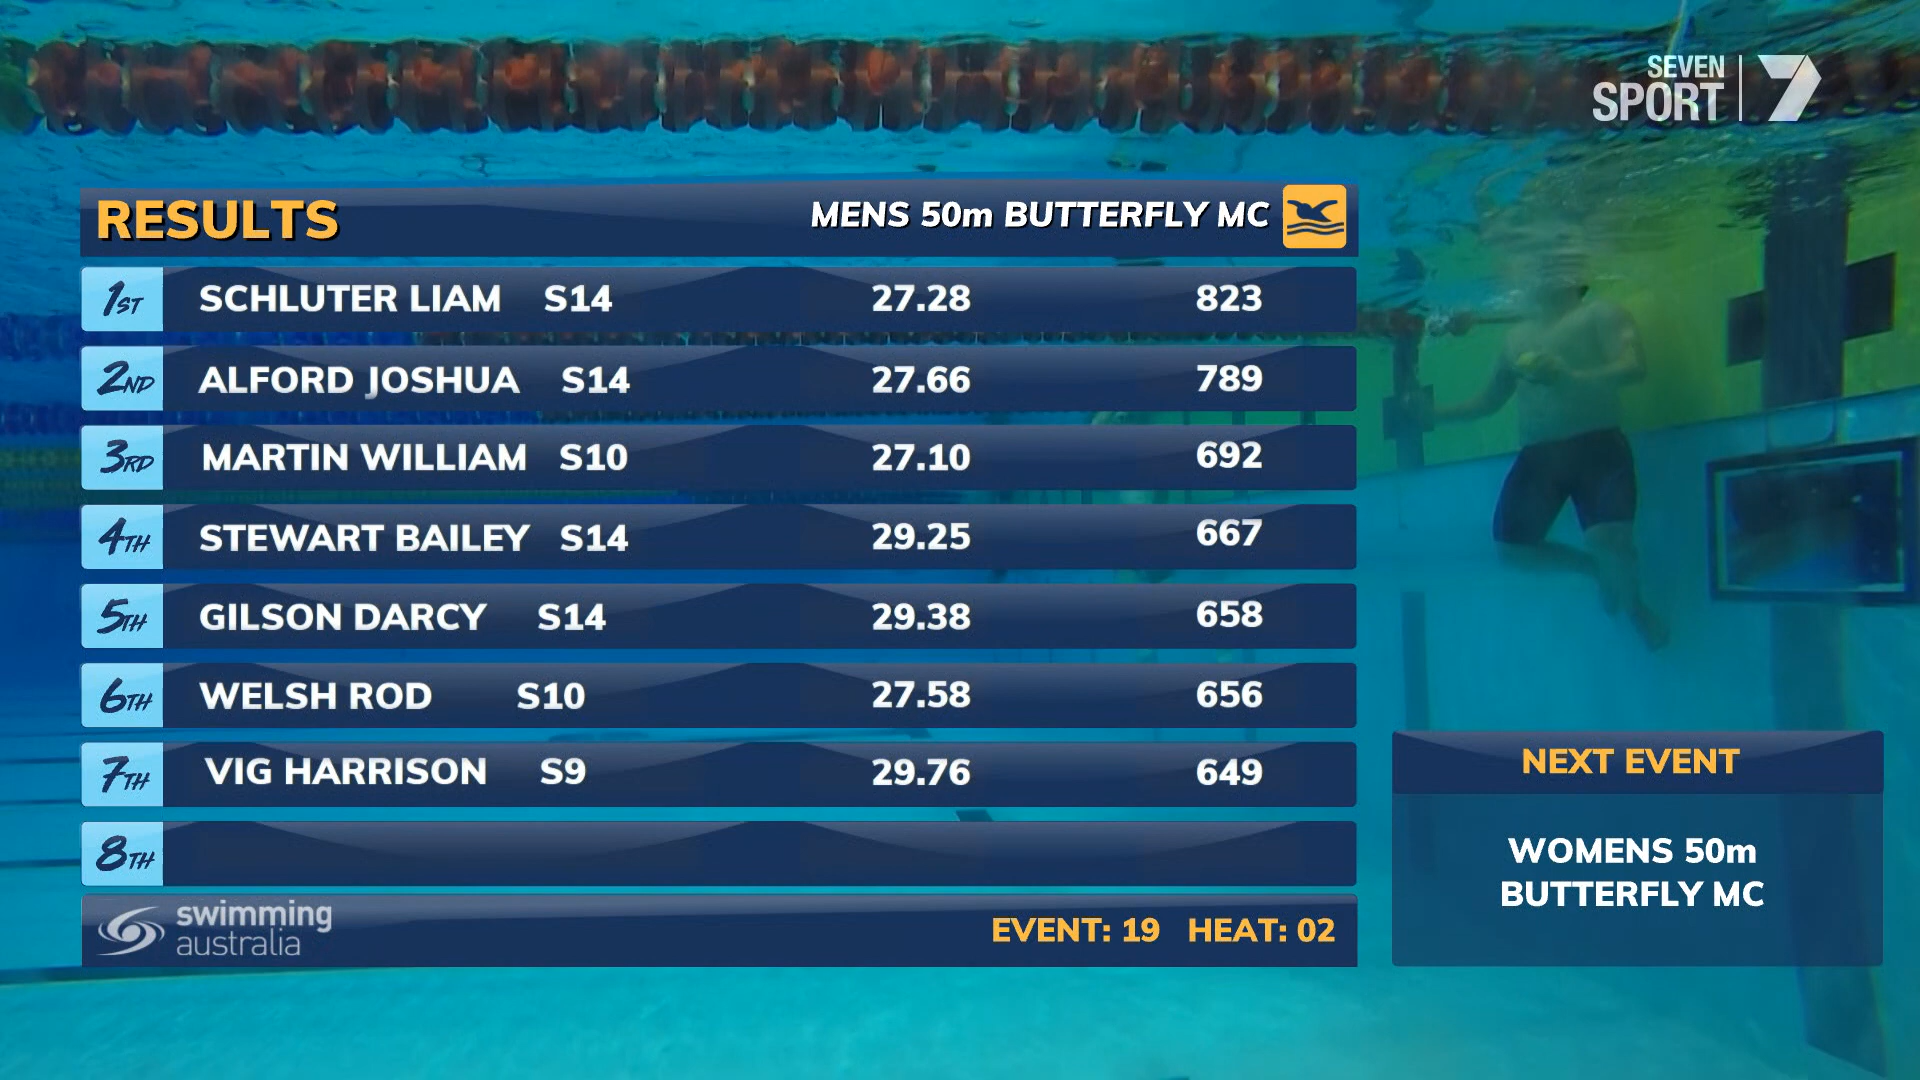 SEVEN
SPORT 7
RESULTS MENS 50m BUTTERFLY MC
1ST SCHLUTER LIAM S14 27.28 823
2ND ALFORD JOSHUA S14 27.66 789
3RD MARTIN WILLIAM S10 27.10 692
4TH STEWART BAILEY S14 29.25 667
5TH GILSON DARCY S14 29.38 658
6TH WELSH ROD S10 27.58 656
7TH VIG HARRISON S9 29.76 649
8TH
swimming
australia
EVENT: 19 HEAT: 02
NEXT EVENT
WOMENS 50m
BUTTERFLY MC